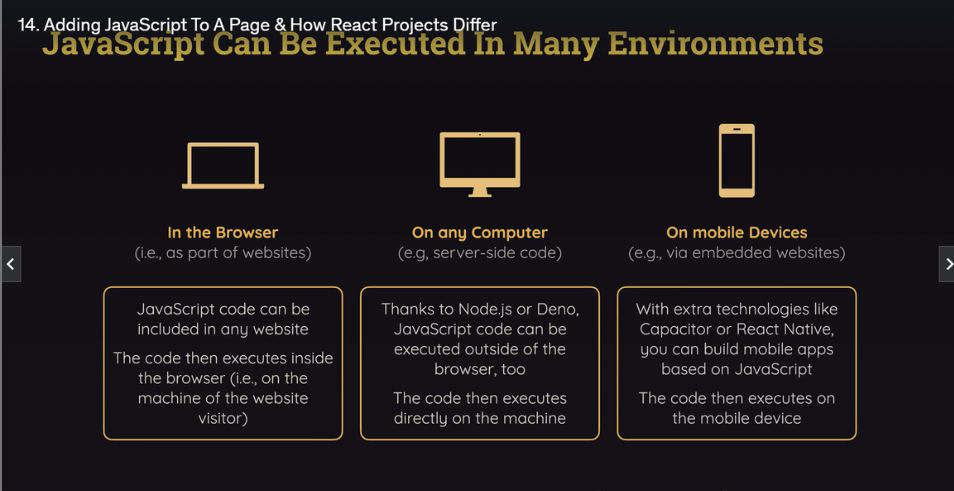 14. Adding JavaScript To A Page & How React Projects Differ
JavaScript Can Be Executed In Many Environments
In the Browser
(i.e., as part of websites)
JavaScript code can be
included in any website
The code then executes inside
the browser (i.e., on the
machine of the website
visitor)
On any Computer
(e.g, server-side code)
Thanks to Node.js or Deno,
JavaScript code can be
executed outside of the
browser, too
The code then executes
directly on the machine
On mobile Devices
(e.g., via embedded websites)
With extra technologies like
Capacitor or React Native,
you can build mobile apps
based on JavaScript
The code then executes on
the mobile device